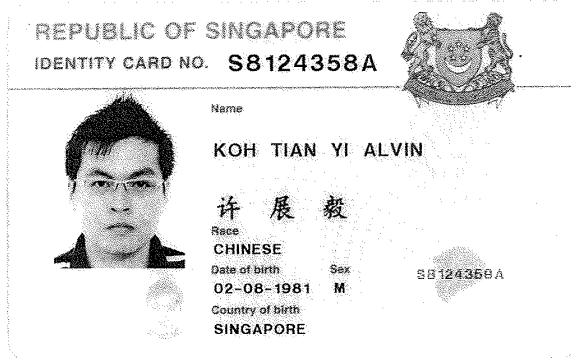 REPUBLIC OF SINGAPORE
IDENTITY CARD NO. S8124358A
Name
KOH TIAN YI ALVIN
许展毅
Race
CHINESE
Date of birth Sex
02-08-1981 M
S8124358A
Country of birth
SINGAPORE